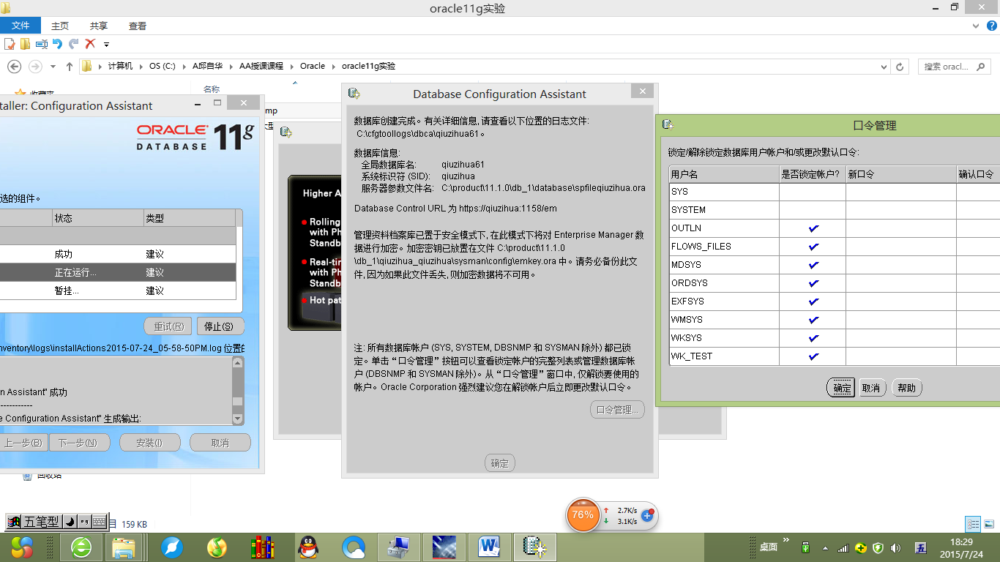 oracle11g实验
文件 主页 共享 查看
计算机 OS (C:) A邱自华 AA授课课程 Oracle oracle11g实验
搜索 oracl...
收藏夹
名称
taller: Configuration Assistant
ORACLE
DATABASE
11g
选的组件。
状态 类型
成功 建议
正在运行... 建议
暂挂... 建议
重试(R) 停止(S)
nventory\logs\installActions2015-07-24_05-58-50PM.log 位置的
n Assistant" 成功
------------
e Configuration Assistant" 生成输出:
上一步(B) 下一步(N) 安装(I) 取消
回收站
mp
Higher A
Rolling
with Ph
Standb
Real-tin
with Ph
Standb
Hot pat
Database Configuration Assistant
数据库创建完成。有关详细信息, 请查看以下位置的日志文件:
C:\cfgtoollogs\dbca\qiuzihua61。
数据库信息:
全局数据库名: qiuzihua61
系统标识符 (SID): qiuzihua
服务器参数文件名: C:\product\11.1.0\db_1\database\spfileqiuzihua.ora
Database Control URL 为 https://qiuzihua:1158/em
管理资料档案库已置于安全模式下, 在此模式下将对 Enterprise Manager 数
据进行加密。加密密钥已放置在文件 C:\product\11.1.0
\db_1\qiuzihua_qiuzihua\sysman\config\emkey.ora 中。请务必备份此文
件, 因为如果此文件丢失, 则加密数据将不可用。
注: 所有数据库帐户 (SYS, SYSTEM, DBSNMP 和 SYSMAN 除外) 都已锁
定。单击“口令管理”按钮可以查看锁定帐户的完整列表或管理数据库帐
户 (DBSNMP 和 SYSMAN 除外)。从“口令管理”窗口中, 仅解锁要使用的
帐户。Oracle Corporation 强烈建议您在解锁帐户后立即更改默认口令。
口令管理...
确定
口令管理
锁定/解除锁定数据库用户帐户和/或更改默认口令:
用户名 是否锁定帐户? 新口令 确认口令
SYS
SYSTEM
OUTLN
FLOWS_FILES
MDSYS
ORDSYS
EXFSYS
WMSYS
WKSYS
WK_TEST
确定 取消 帮助
五笔型
159 KB
76%
2.7K/s
3.1K/s
桌面
五
18:29
2015/7/24